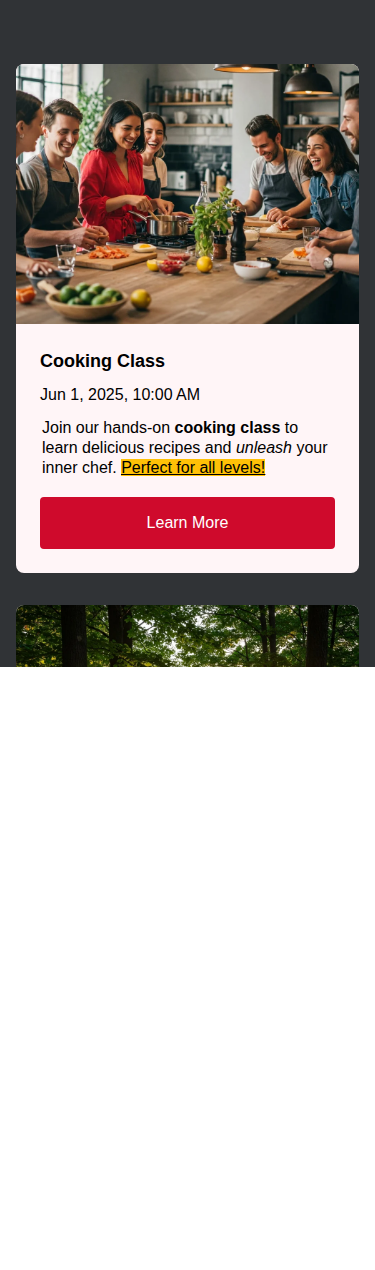 Cooking Class
Jun 1, 2025, 10:00 AM
Join our hands-on cooking class to
learn delicious recipes and unleash your
inner chef. Perfect for all levels!
Learn More